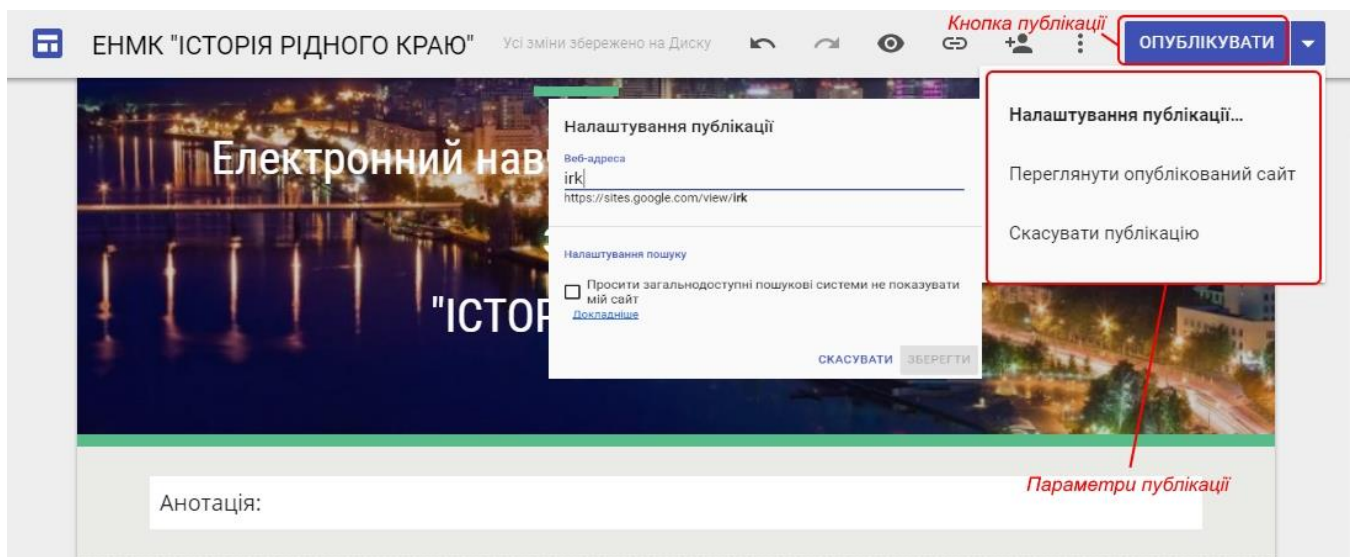 Кнопка публікації
ЕНМК "ІСТОРІЯ РІДНОГО КРАЮ" Усі зміни збережено на Диску ОПУБЛІКУВАТИ
Налаштування публікації...
Переглянути опублікований сайт
Скасувати публікацію
Електронний нав
"ІСТОР
Налаштування публікації
Веб-адреса
irk
https://sites.google.com/view/irk
Налаштування пошуку
Просити загальнодоступні пошукові системи не показувати
мій сайт
Докладніше
СКАСУВАТИ ЗБЕРЕГТИ
Параметри публікації
Анотація: